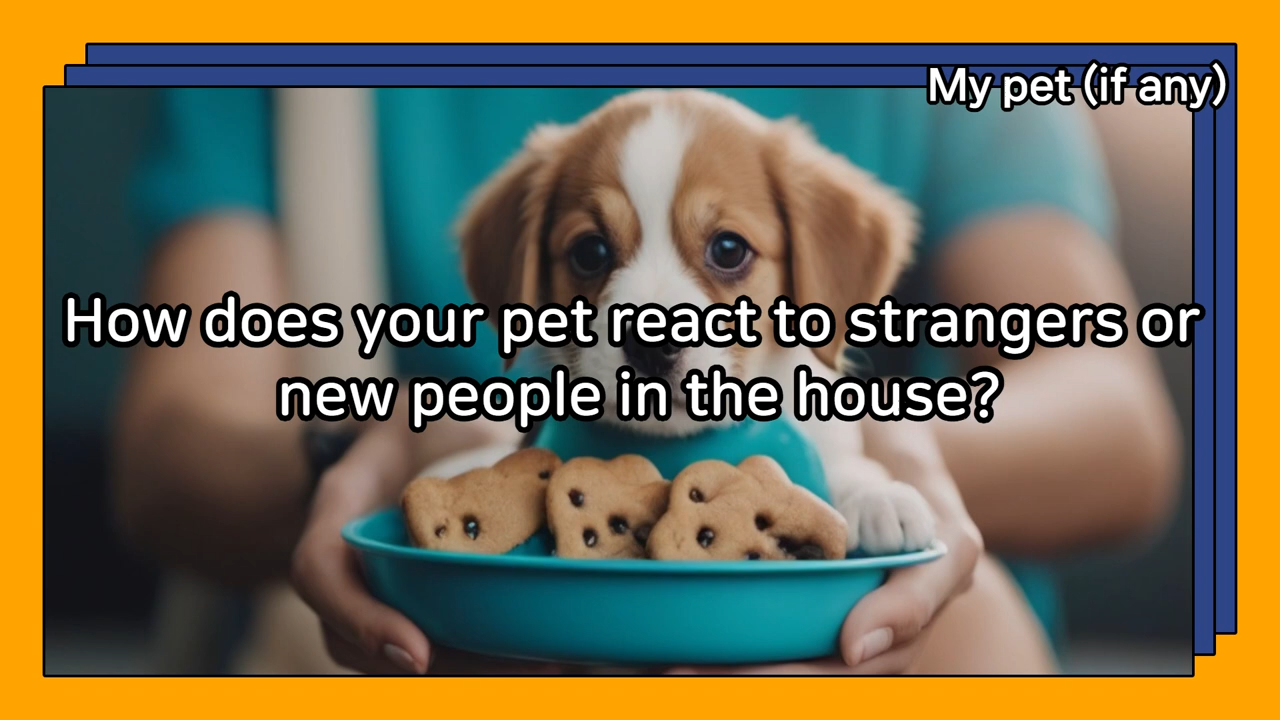 My pet (if any)
How does your pet react to strangers or
new people in the house?